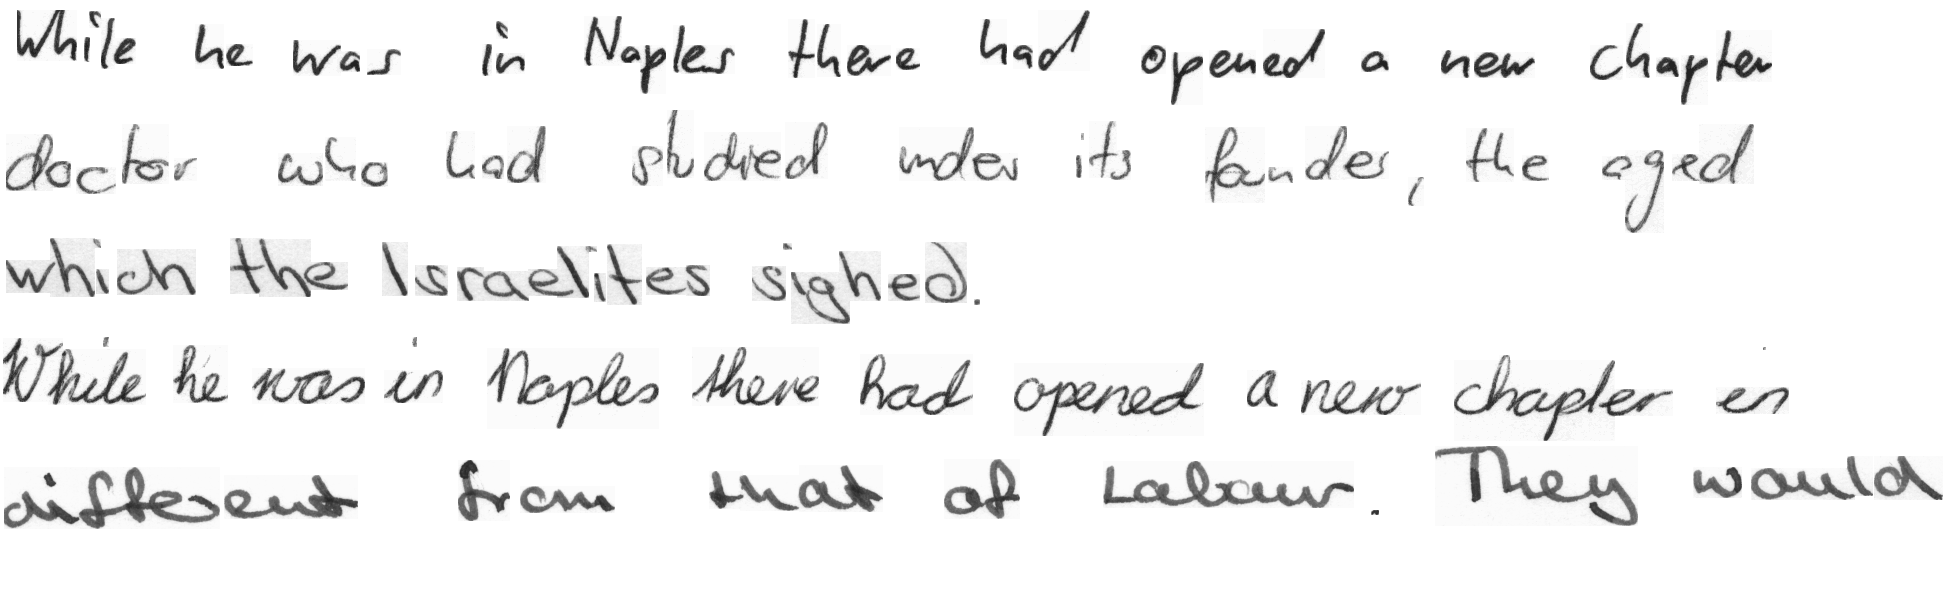 While he was in Naples there had opened a new chapter
doctor who had studied under its founder, the aged
which the Israelites sighed.
While he was in Naples there had opened a new chapter in
different from that of Labour. They would